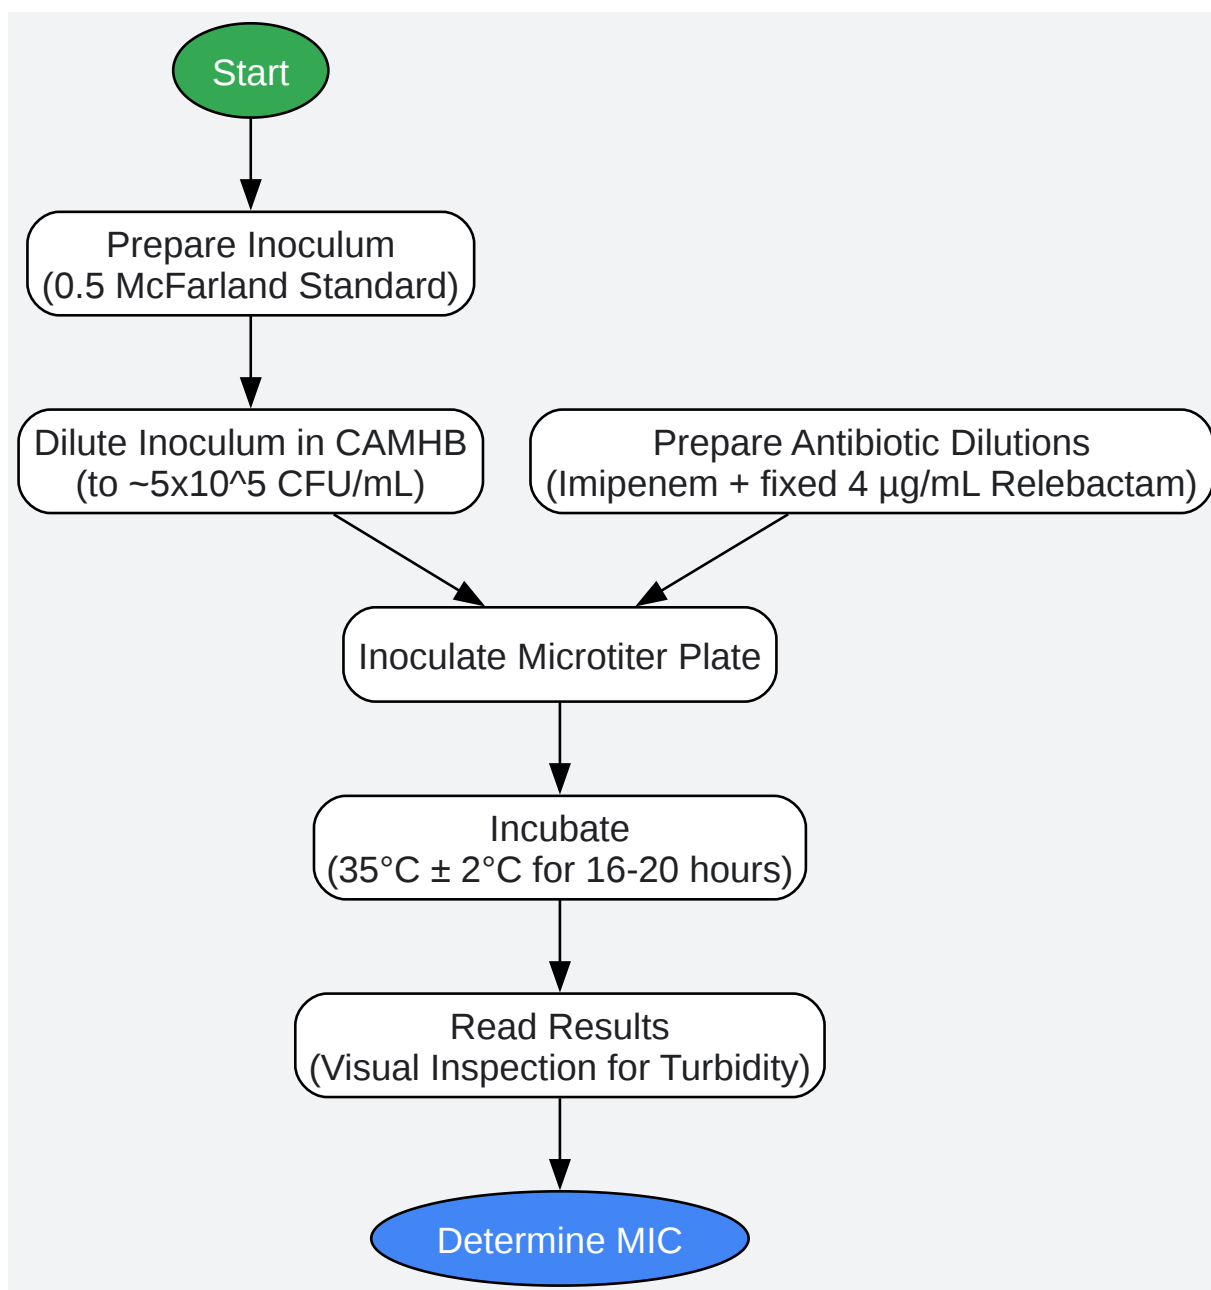 Start
Prepare Inoculum
(0.5 McFarland Standard)
Dilute Inoculum in CAMHB
(to ~5x10^5 CFU/mL)
Prepare Antibiotic Dilutions
(Imipenem + fixed 4 µg/mL Relebactam)
Inoculate Microtiter Plate
Incubate
(35°C ± 2°C for 16-20 hours)
Read Results
(Visual Inspection for Turbidity)
Determine MIC